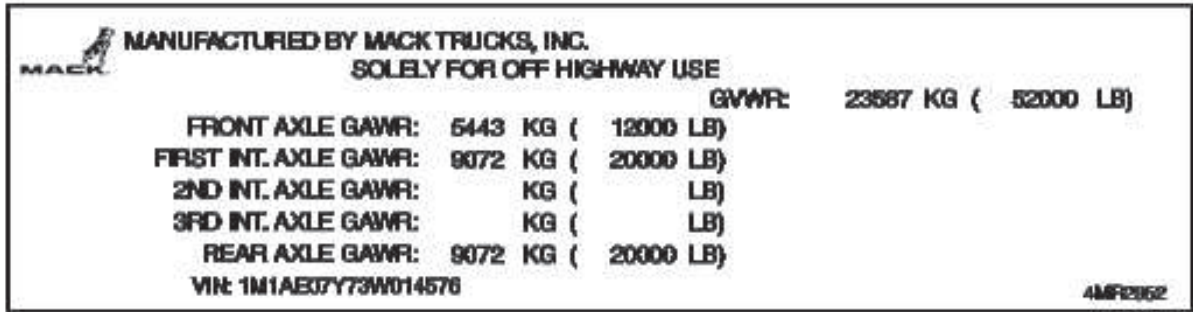 MACK MANUFACTURED BY MACK TRUCKS, INC.
SOLELY FOR OFF HIGHWAY USE
GVWR: 23587 KG ( 52000 LB)
FRONT AXLE GAWR: 5443 KG ( 12000 LB)
FIRST INT. AXLE GAWR: 9072 KG ( 20000 LB)
2ND INT. AXLE GAWR: KG ( LB)
3RD INT. AXLE GAWR: KG ( LB)
REAR AXLE GAWR: 9072 KG ( 20000 LB)
VIN: 1M1AE07Y73W014576
4MR2952